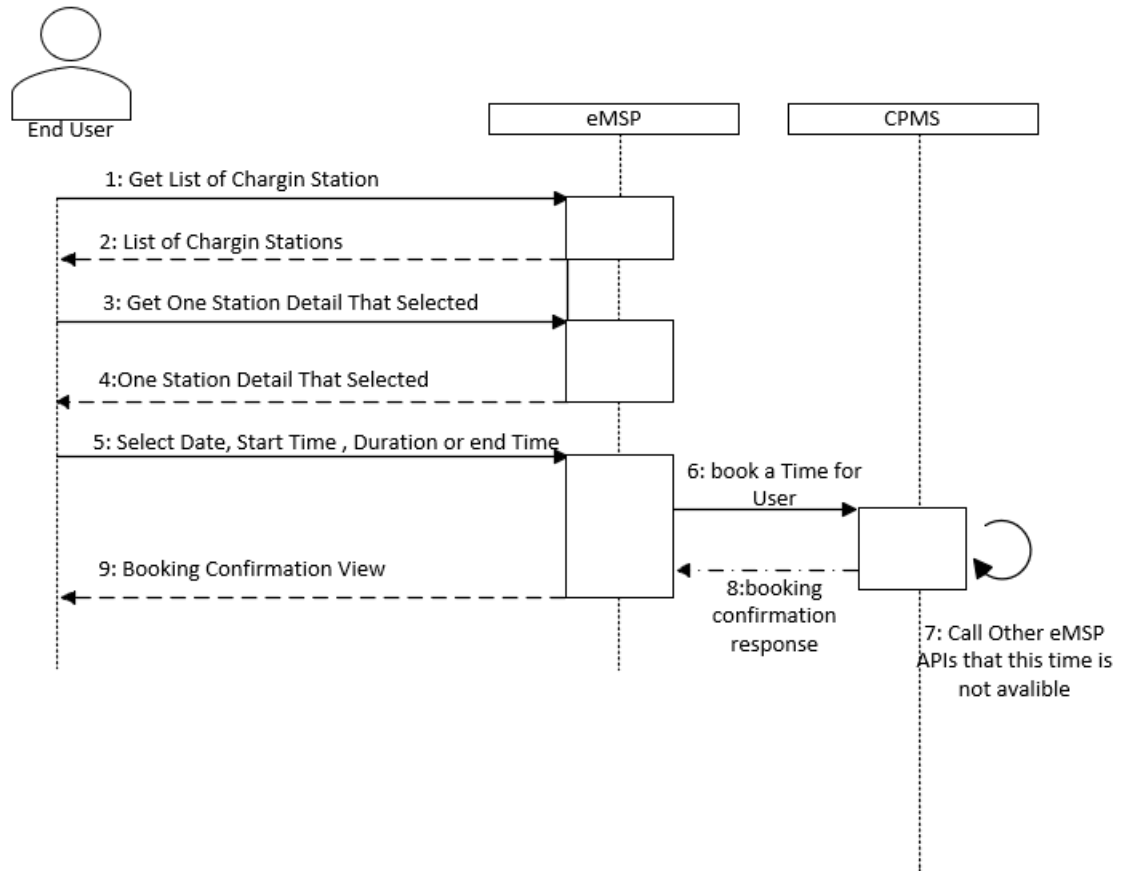 End User
eMSP
CPMS
1: Get List of Chargin Station
2: List of Chargin Stations
3: Get One Station Detail That Selected
4:One Station Detail That Selected
5: Select Date, Start Time , Duration or end Time
6: book a Time for
User
9: Booking Confirmation View
8:booking
confirmation
response
7: Call Other eMSP
APIs that this time is
not avalible